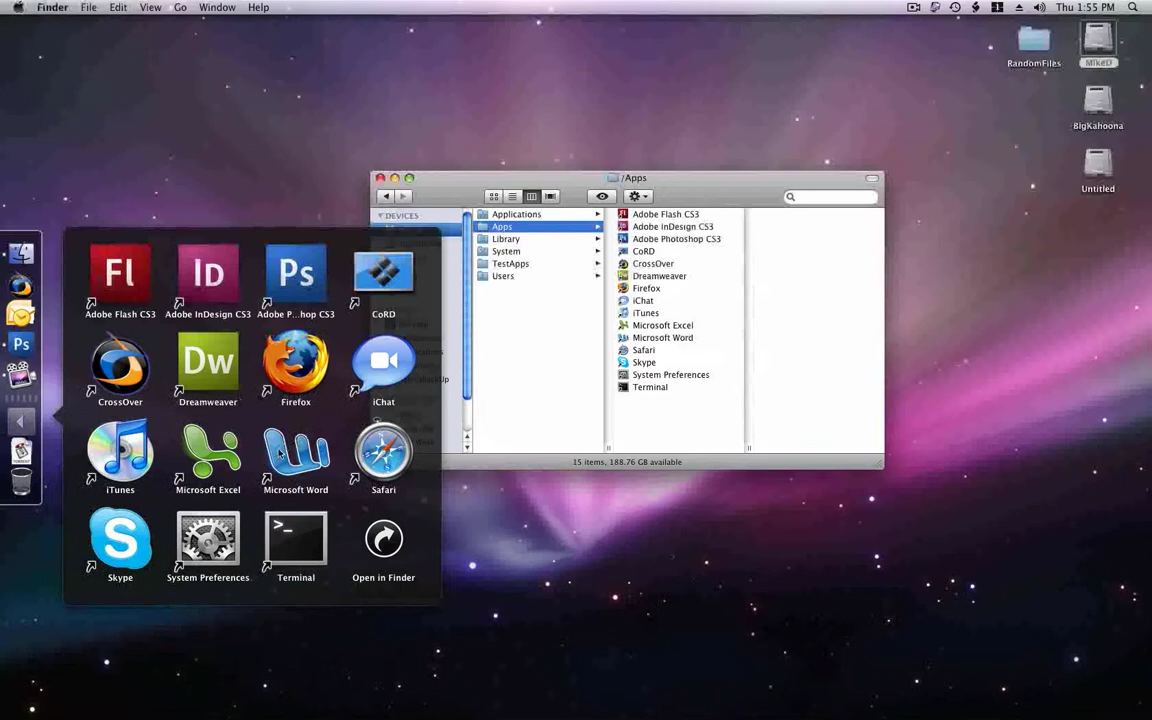 Finder File Edit View Go Window Help
1 Thu 1:55 PM
RandomFiles
MikeD
BigKahoona
Untitled
/Apps
DEVICES
Applications
Apps
Library
System
TestApps
Users
Adobe Flash CS3
Adobe InDesign CS3
Adobe Photoshop CS3
CoRD
CrossOver
Dreamweaver
Firefox
iChat
iTunes
Microsoft Excel
Microsoft Word
Safari
Skype
System Preferences
Terminal
15 items, 188.76 GB available
Fl Id Ps
Adobe Flash CS3 Adobe InDesign CS3 Adobe P...hop CS3 CoRD
Dw
CrossOver Dreamweaver Firefox iChat
iTunes Microsoft Excel Microsoft Word Safari
>_
Skype System Preferences Terminal Open in Finder
Ps